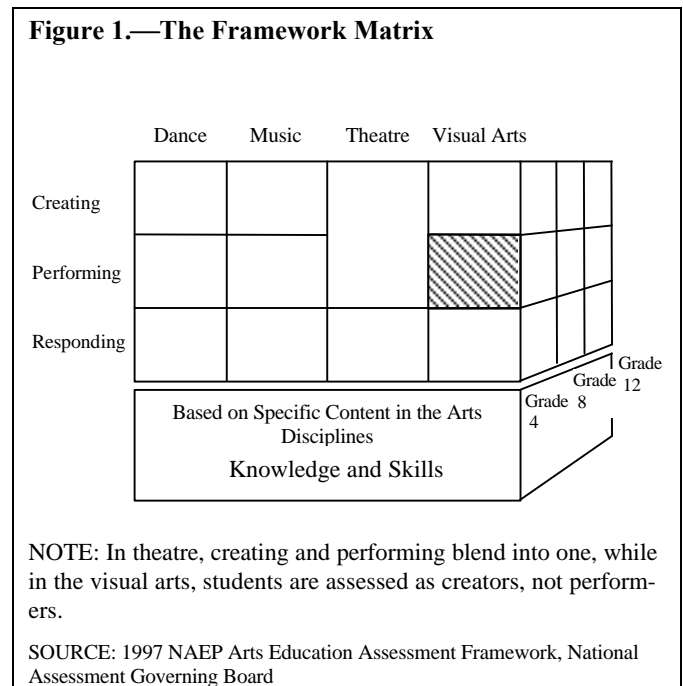 Figure 1.—The Framework Matrix
Dance Music Theatre Visual Arts
Creating
Performing
Responding
Grade
12
Grade
8
Grade
4
Based on Specific Content in the Arts
Disciplines
Knowledge and Skills
NOTE: In theatre, creating and performing blend into one, while
in the visual arts, students are assessed as creators, not perform-
ers.
SOURCE: 1997 NAEP Arts Education Assessment Framework, National
Assessment Governing Board